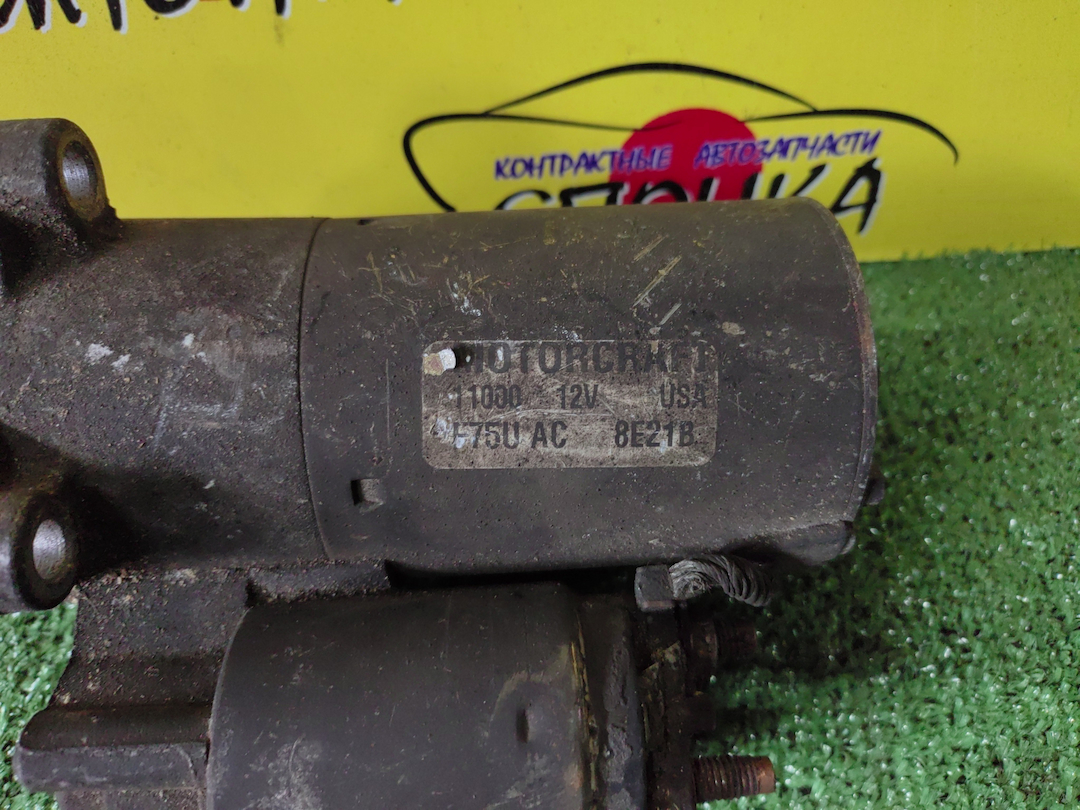 КОНТРАКТНЫЕ АВТОЗАПЧАСТИ
MOTORCRAFT
11000 12V USA
F75U AC 8E21B